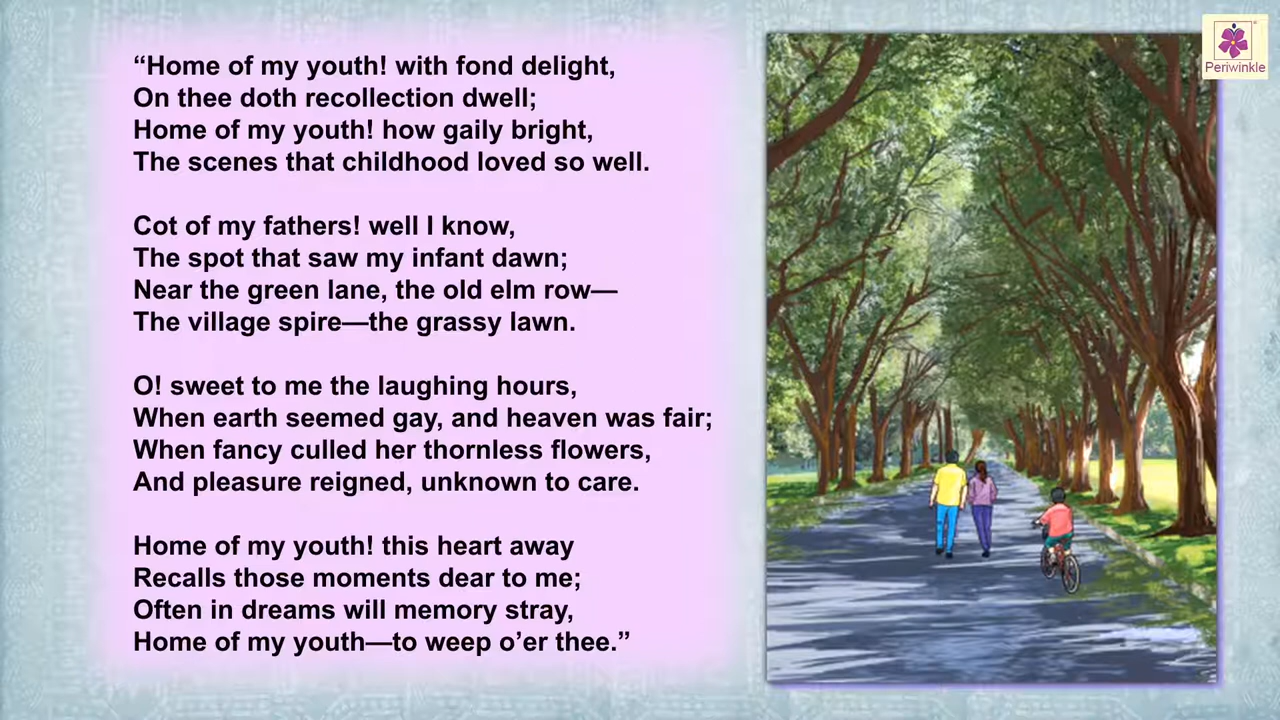 “Home of my youth! with fond delight,
On thee doth recollection dwell;
Home of my youth! how gaily bright,
The scenes that childhood loved so well.
Cot of my fathers! well I know,
The spot that saw my infant dawn;
Near the green lane, the old elm row—
The village spire—the grassy lawn.
O! sweet to me the laughing hours,
When earth seemed gay, and heaven was fair;
When fancy culled her thornless flowers,
And pleasure reigned, unknown to care.
Home of my youth! this heart away
Recalls those moments dear to me;
Often in dreams will memory stray,
Home of my youth—to weep o’er thee.”
Periwinkle